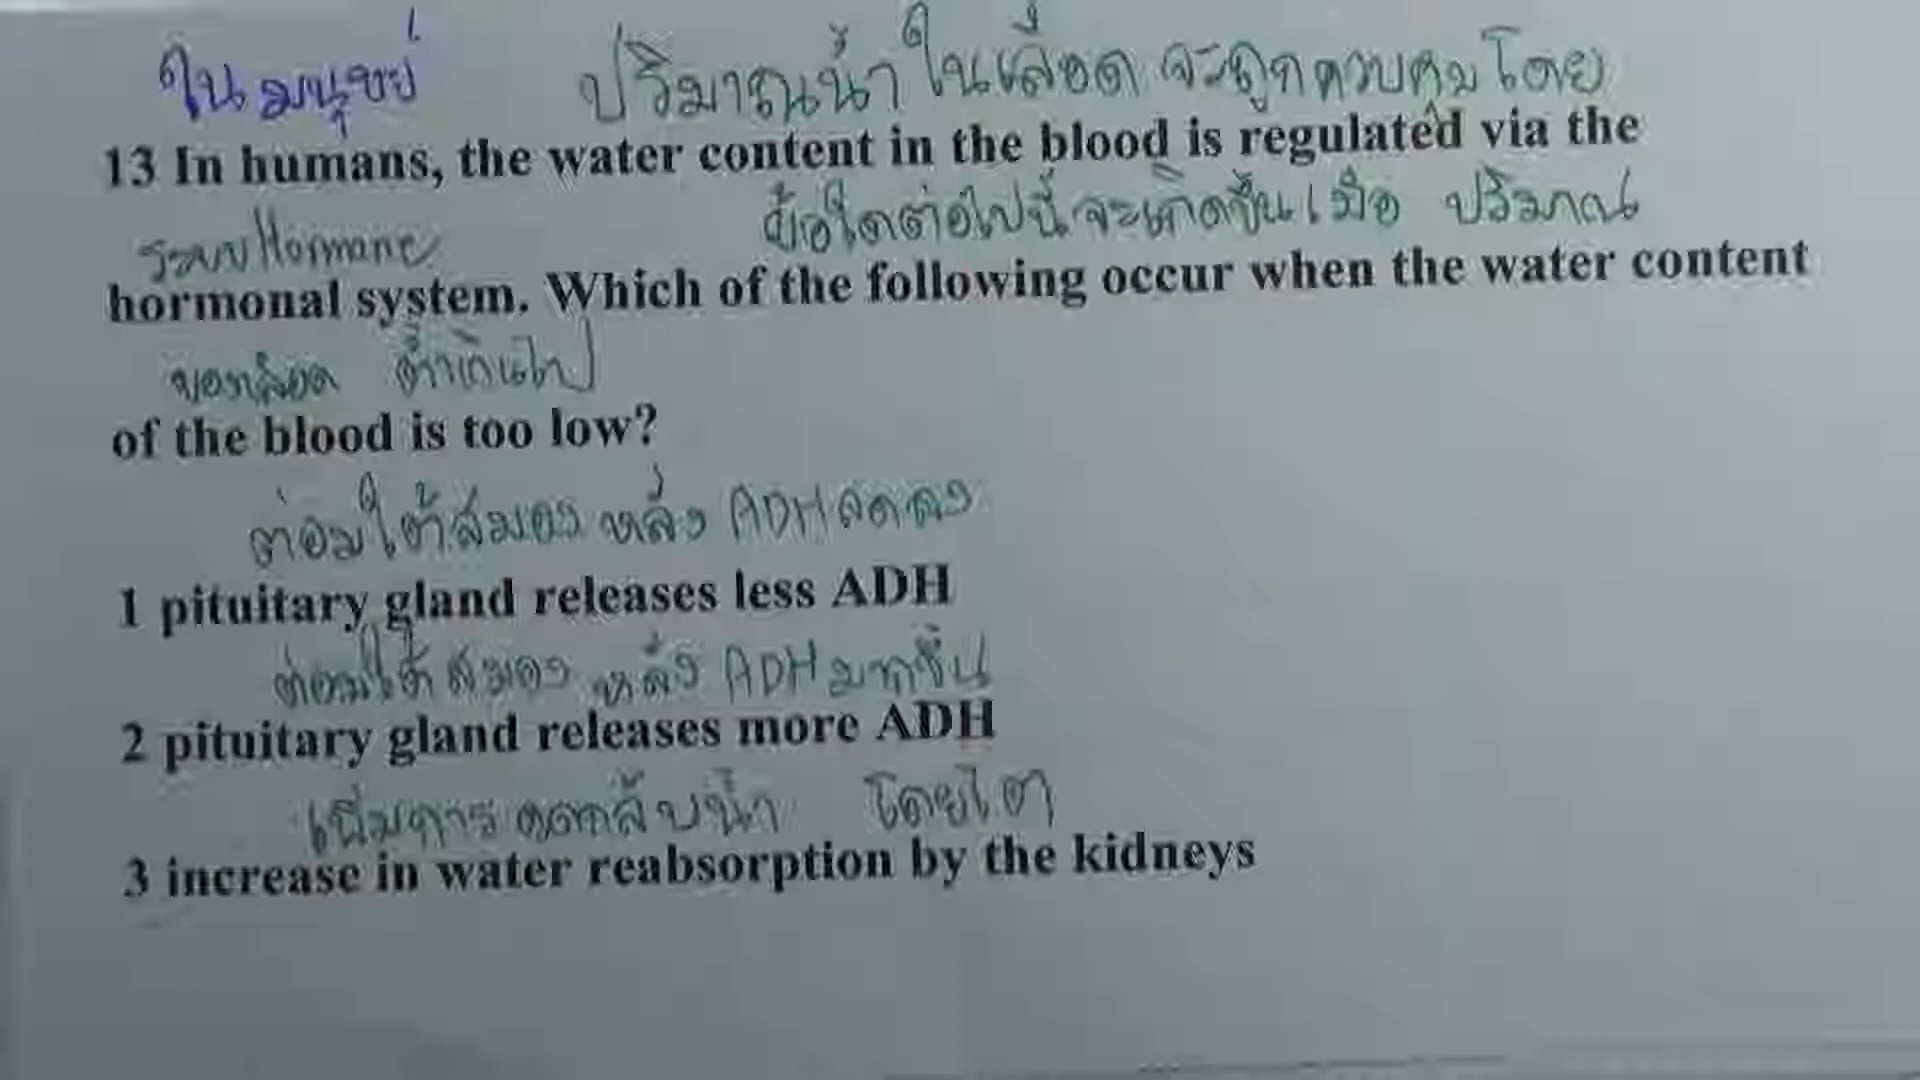 ในมนุษย์ ปริมาณน้ำในเลือด จะถูกควบคุมโดย
13 In humans, the water content in the blood is regulated via the
ระบบ Hormone ข้อใดต่อไปนี้จะเกิดขึ้นเมื่อ ปริมาณ
hormonal system. Which of the following occur when the water content
ของเลือด ต่ำเกินไป
of the blood is too low?
ต่อมใต้สมอง หลั่ง ADH ลดลง
1 pituitary gland releases less ADH
ต่อมใต้สมอง หลั่ง ADH มากขึ้น
2 pituitary gland releases more ADH
เพิ่มการดูดกลับน้ำ โดยไต
3 increase in water reabsorption by the kidneys